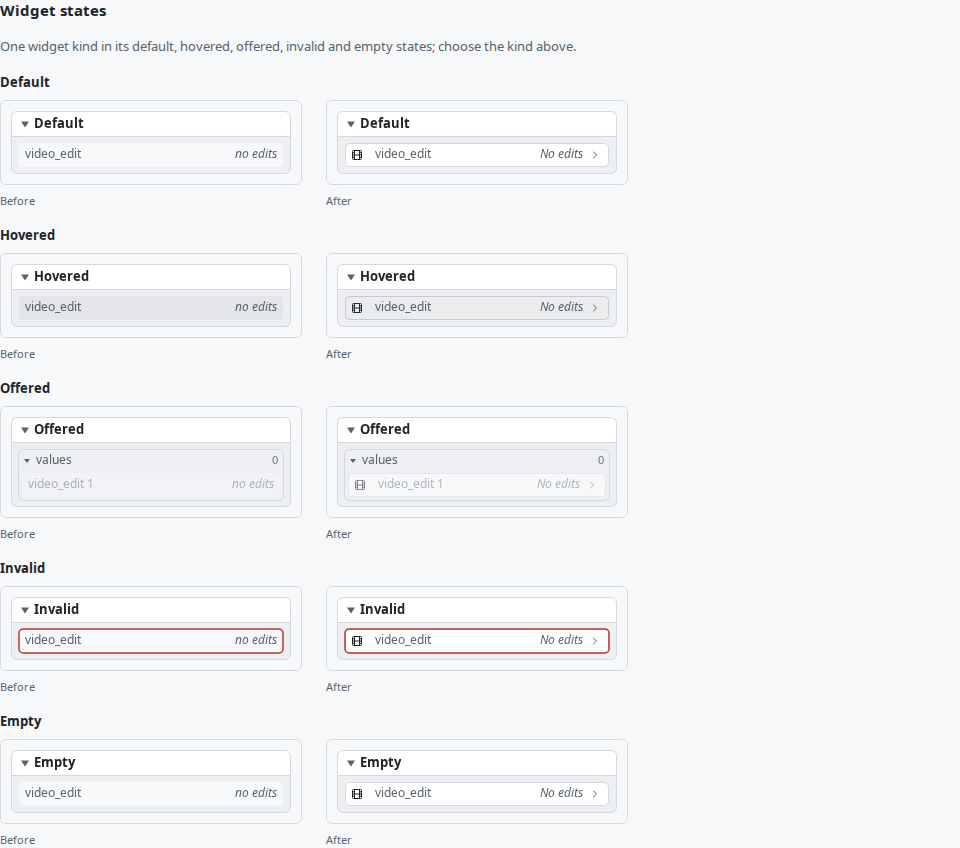 Widget states
One widget kind in its default, hovered, offered, invalid and empty states; choose the kind above.
Default
Default
video_edit no edits
Default
video_edit No edits
Before
After
Hovered
Hovered
video_edit no edits
Hovered
video_edit No edits
Before
After
Offered
Offered
values 0
video_edit 1 no edits
Offered
values 0
video_edit 1 No edits
Before
After
Invalid
Invalid
video_edit no edits
Invalid
video_edit No edits
Before
After
Empty
Empty
video_edit no edits
Empty
video_edit No edits
Before
After